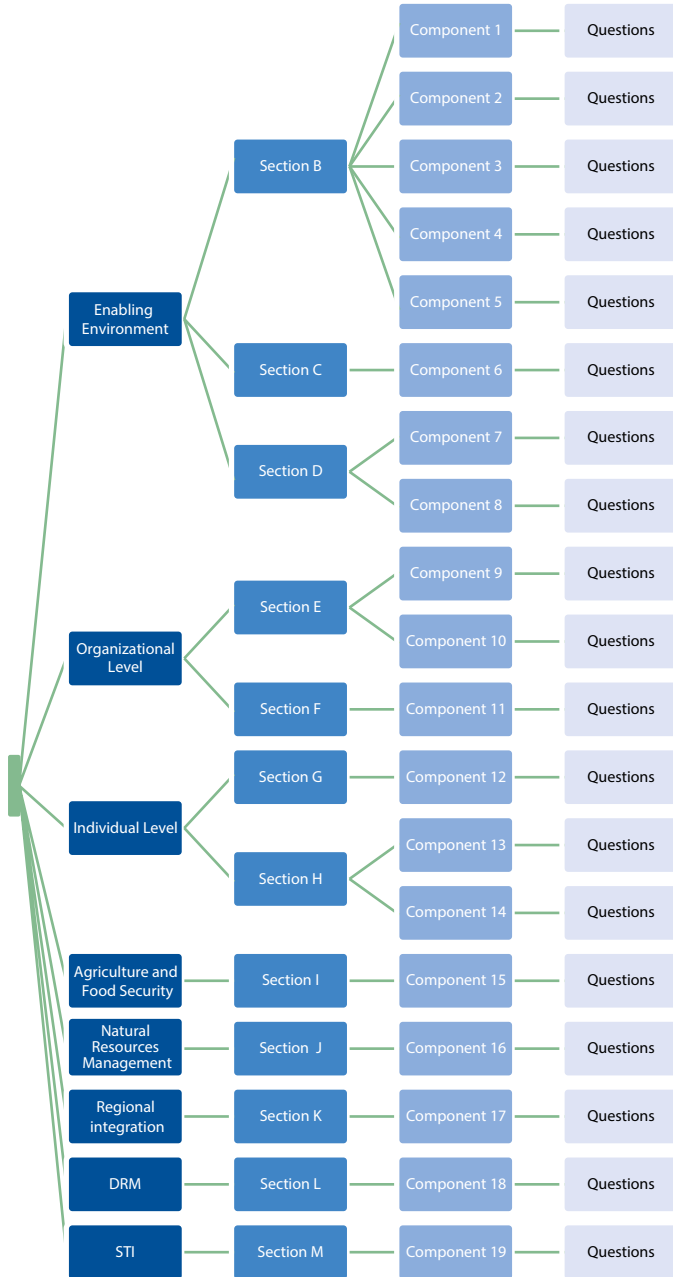 Component 1
Questions
Component 2
Questions
Section B
Component 3
Questions
Component 4
Questions
Component 5
Questions
Enabling
Environment
Section C
Component 6
Questions
Component 7
Questions
Section D
Component 8
Questions
Component 9
Questions
Section E
Component 10
Questions
Organizational
Level
Section F
Component 11
Questions
Section G
Component 12
Questions
Individual Level
Component 13
Questions
Section H
Component 14
Questions
Agriculture and
Food Security
Section I
Component 15
Questions
Natural
Resources
Management
Section J
Component 16
Questions
Regional
integration
Section K
Component 17
Questions
DRM
Section L
Component 18
Questions
STI
Section M
Component 19
Questions